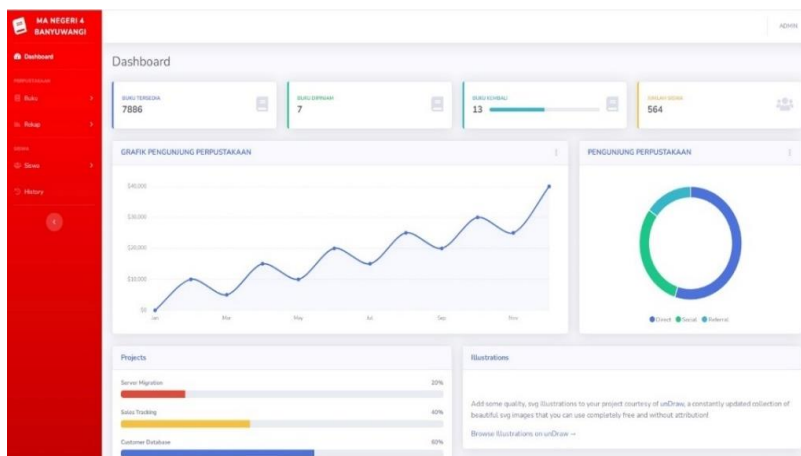 MA NEGERI 4
BANYUWANGI
ADMIN
Dashboard
Dashboard
PERPUSTAKAAN
Buku
Rekap
SISWA
Siswa
History
BUKU TERSEDIA
7886
BUKU DIPINJAM
7
BUKU KEMBALI
13
JUMLAH SISWA
564
GRAFIK PENGUNJUNG PERPUSTAKAAN
$40,000
$30,000
$20,000
$10,000
$0
Jan
Mar
May
Jul
Sep
Nov
PENGUNJUNG PERPUSTAKAAN
Direct
Social
Referral
Projects
Server Migration
20%
Sales Tracking
40%
Customer Database
60%
Illustrations
Add some quality, svg illustrations to your project courtesy of unDraw, a constantly updated collection of
beautiful svg images that you can use completely free and without attribution!
Browse Illustrations on unDraw →